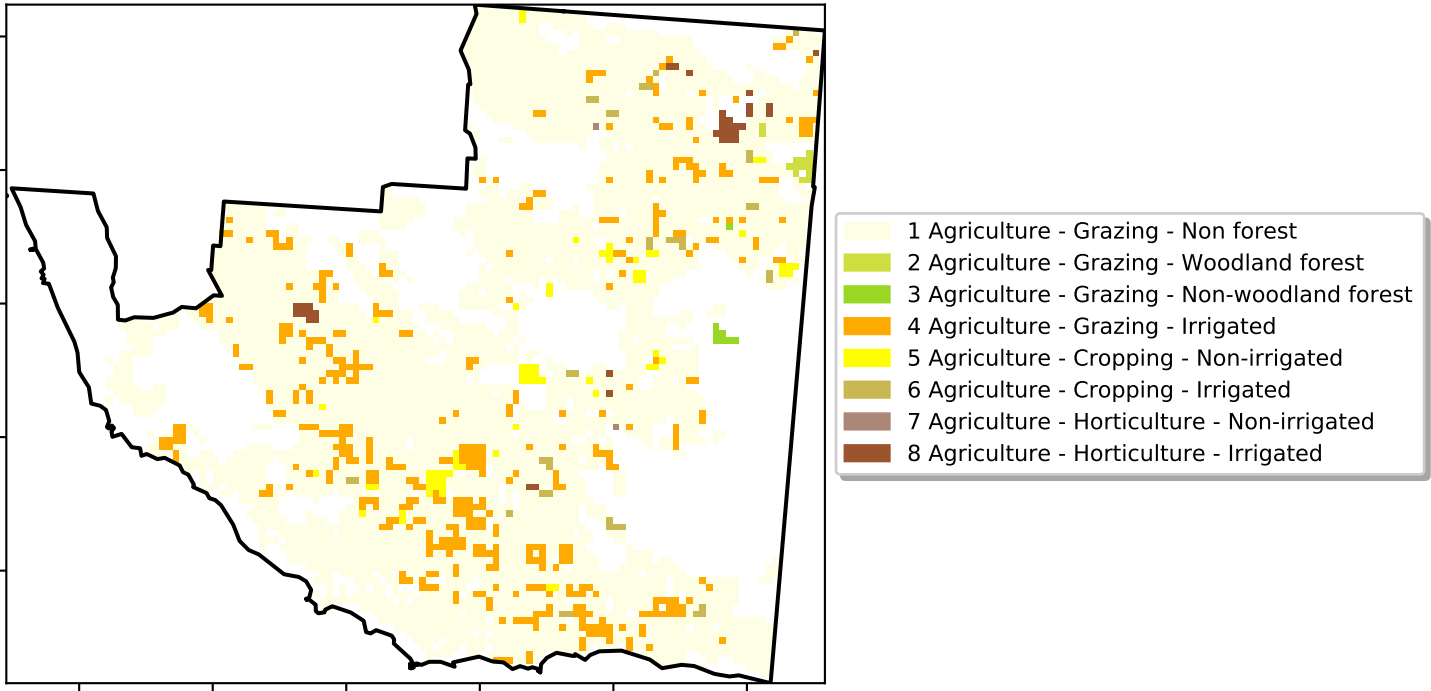 1 Agriculture - Grazing - Non forest
2 Agriculture - Grazing - Woodland forest
3 Agriculture - Grazing - Non-woodland forest
4 Agriculture - Grazing - Irrigated
5 Agriculture - Cropping - Non-irrigated
6 Agriculture - Cropping - Irrigated
7 Agriculture - Horticulture - Non-irrigated
8 Agriculture - Horticulture - Irrigated